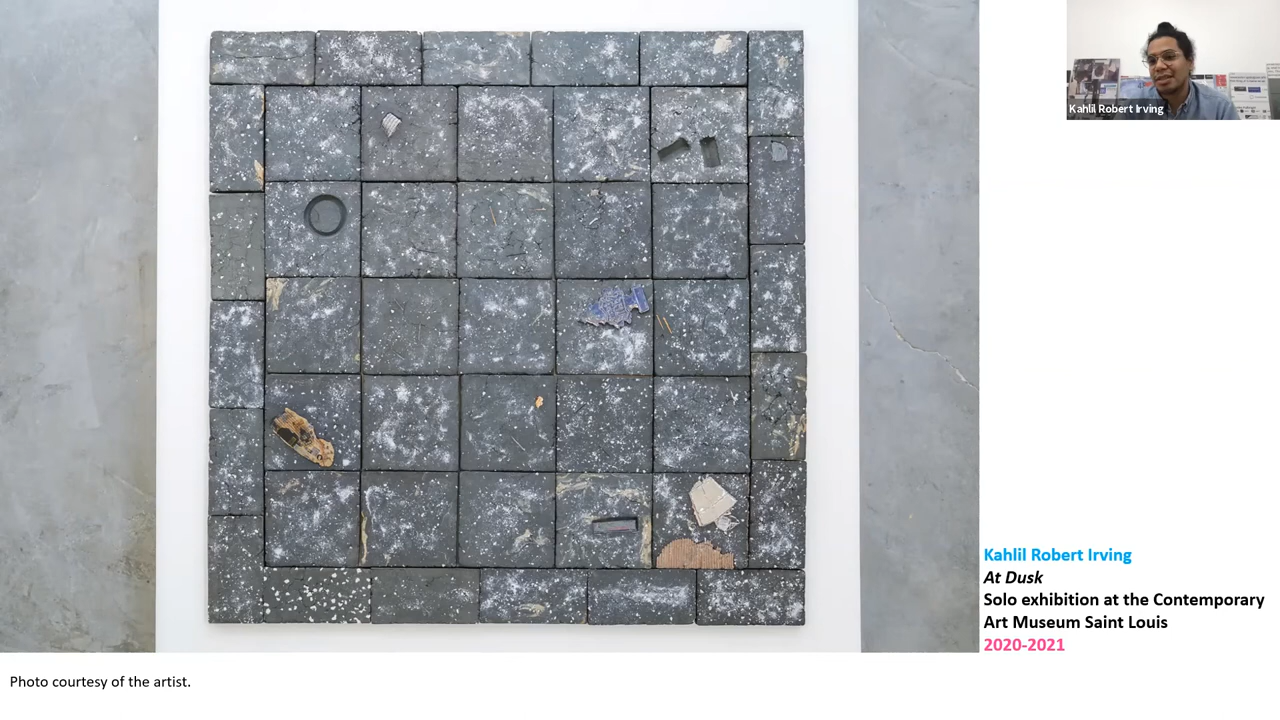 Kahlil Robert Irving
Kahlil Robert Irving
At Dusk
Solo exhibition at the Contemporary
Art Museum Saint Louis
2020-2021
Photo courtesy of the artist.